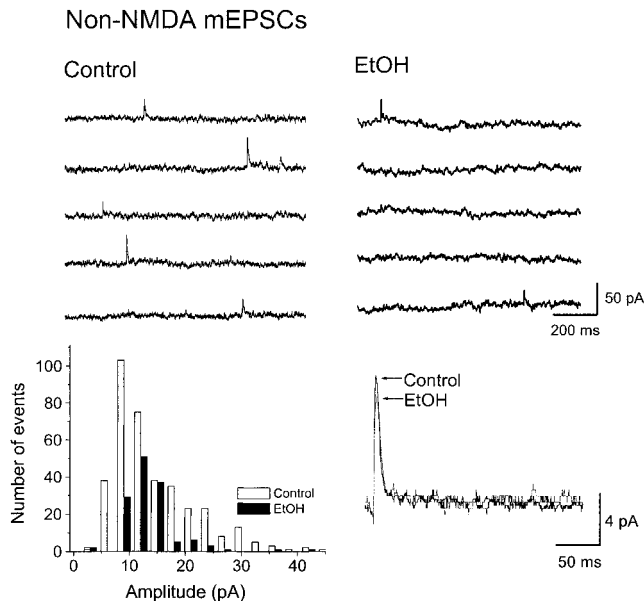 Non-NMDA mEPSCs
Control
EtOH
50 pA
200 ms
100
80
60
40
20
0
Number of events
Control
EtOH
0
10
20
30
40
Amplitude (pA)
Control
EtOH
4 pA
50 ms